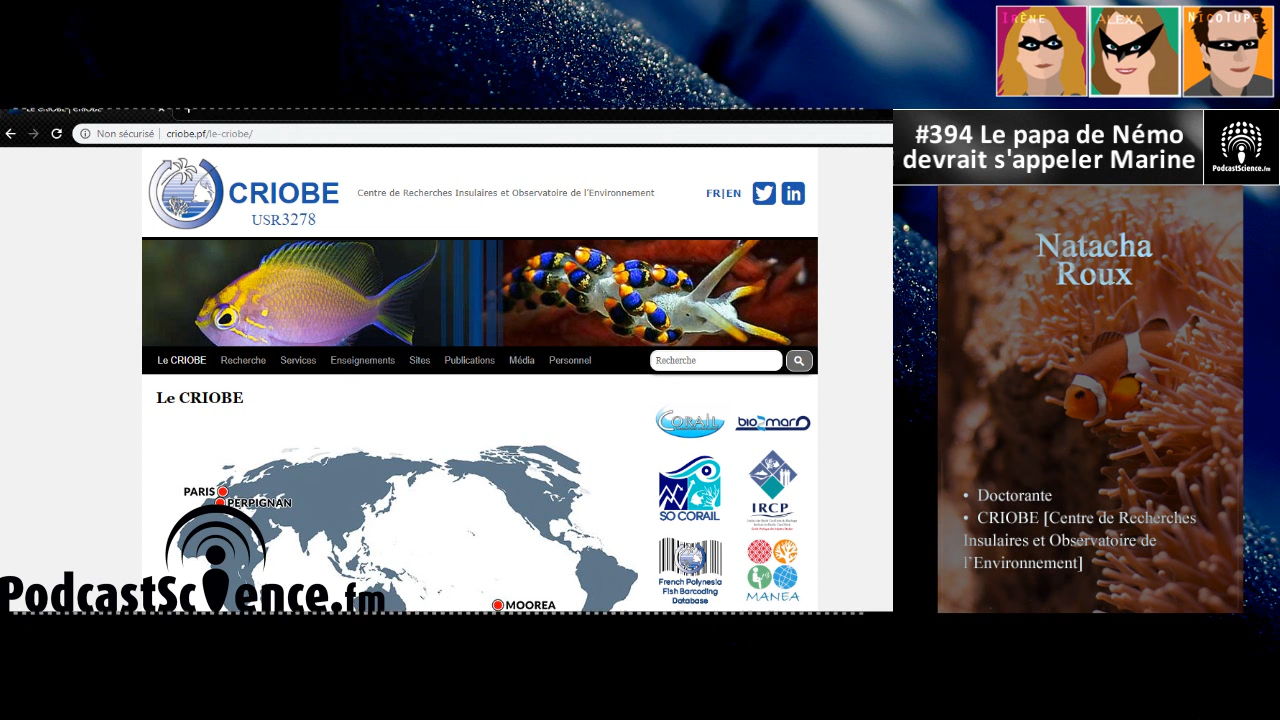 IRÈNE
ALEXA
NICOTUPE
Le CRIOBE | CRIOBE
Non sécurisé | criobe.pf/le-criobe/
#394 Le papa de Némo
devrait s'appeler Marine
PodcastScience.fm
CRIOBE
USR3278
Centre de Recherches Insulaires et Observatoire de l'Environnement
FR|EN
Le CRIOBE
Recherche
Services
Enseignements
Sites
Publications
Média
Personnel
Recherche
Le CRIOBE
PARIS
PERPIGNAN
MOOREA
CORAIL
bio2mar
SO CORAIL
IRCP
French Polynesia
Fish Barcoding
Database
MANEA
PodcastScience.fm
Natacha
Roux
• Doctorante
• CRIOBE [Centre de Recherches
Insulaires et Observatoire de
l'Environnement]